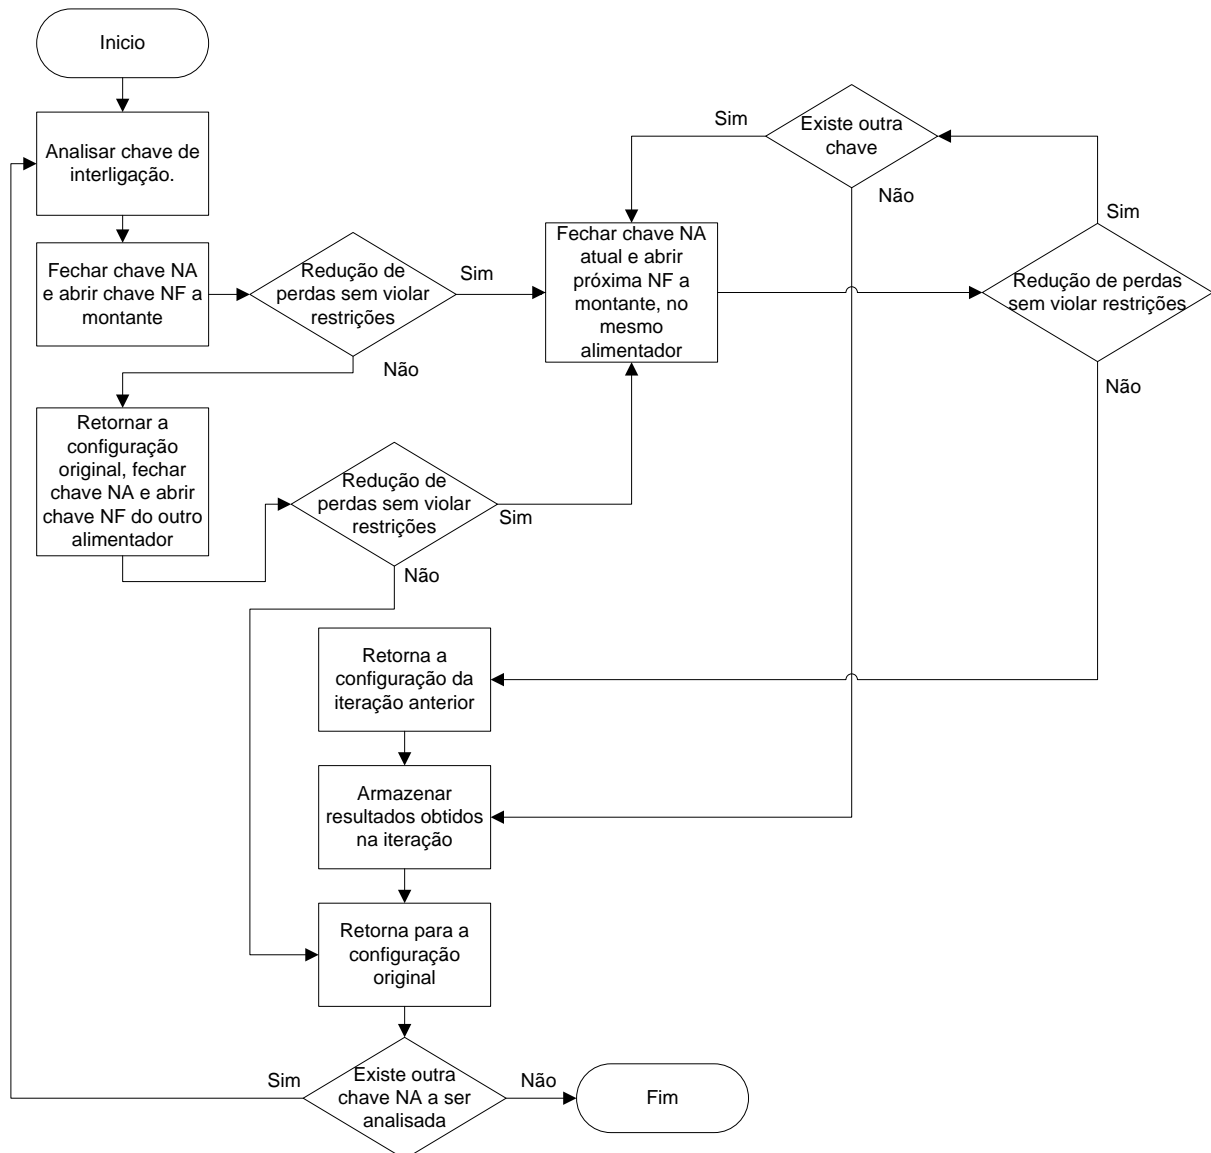 Inicio
Analisar chave de
interligação.
Fechar chave NA
e abrir chave NF a
montante
Redução de
perdas sem violar
restrições
Sim
Não
Fechar chave NA
atual e abrir
próxima NF a
montante, no
mesmo
alimentador
Sim
Existe outra
chave
Não
Sim
Redução de perdas
sem violar restrições
Não
Retornar a
configuração
original, fechar
chave NA e abrir
chave NF do outro
alimentador
Redução de
perdas sem violar
restrições
Sim
Não
Retorna a
configuração da
iteração anterior
Armazenar
resultados obtidos
na iteração
Retorna para a
configuração
original
Sim
Existe outra
chave NA a ser
analisada
Não
Fim